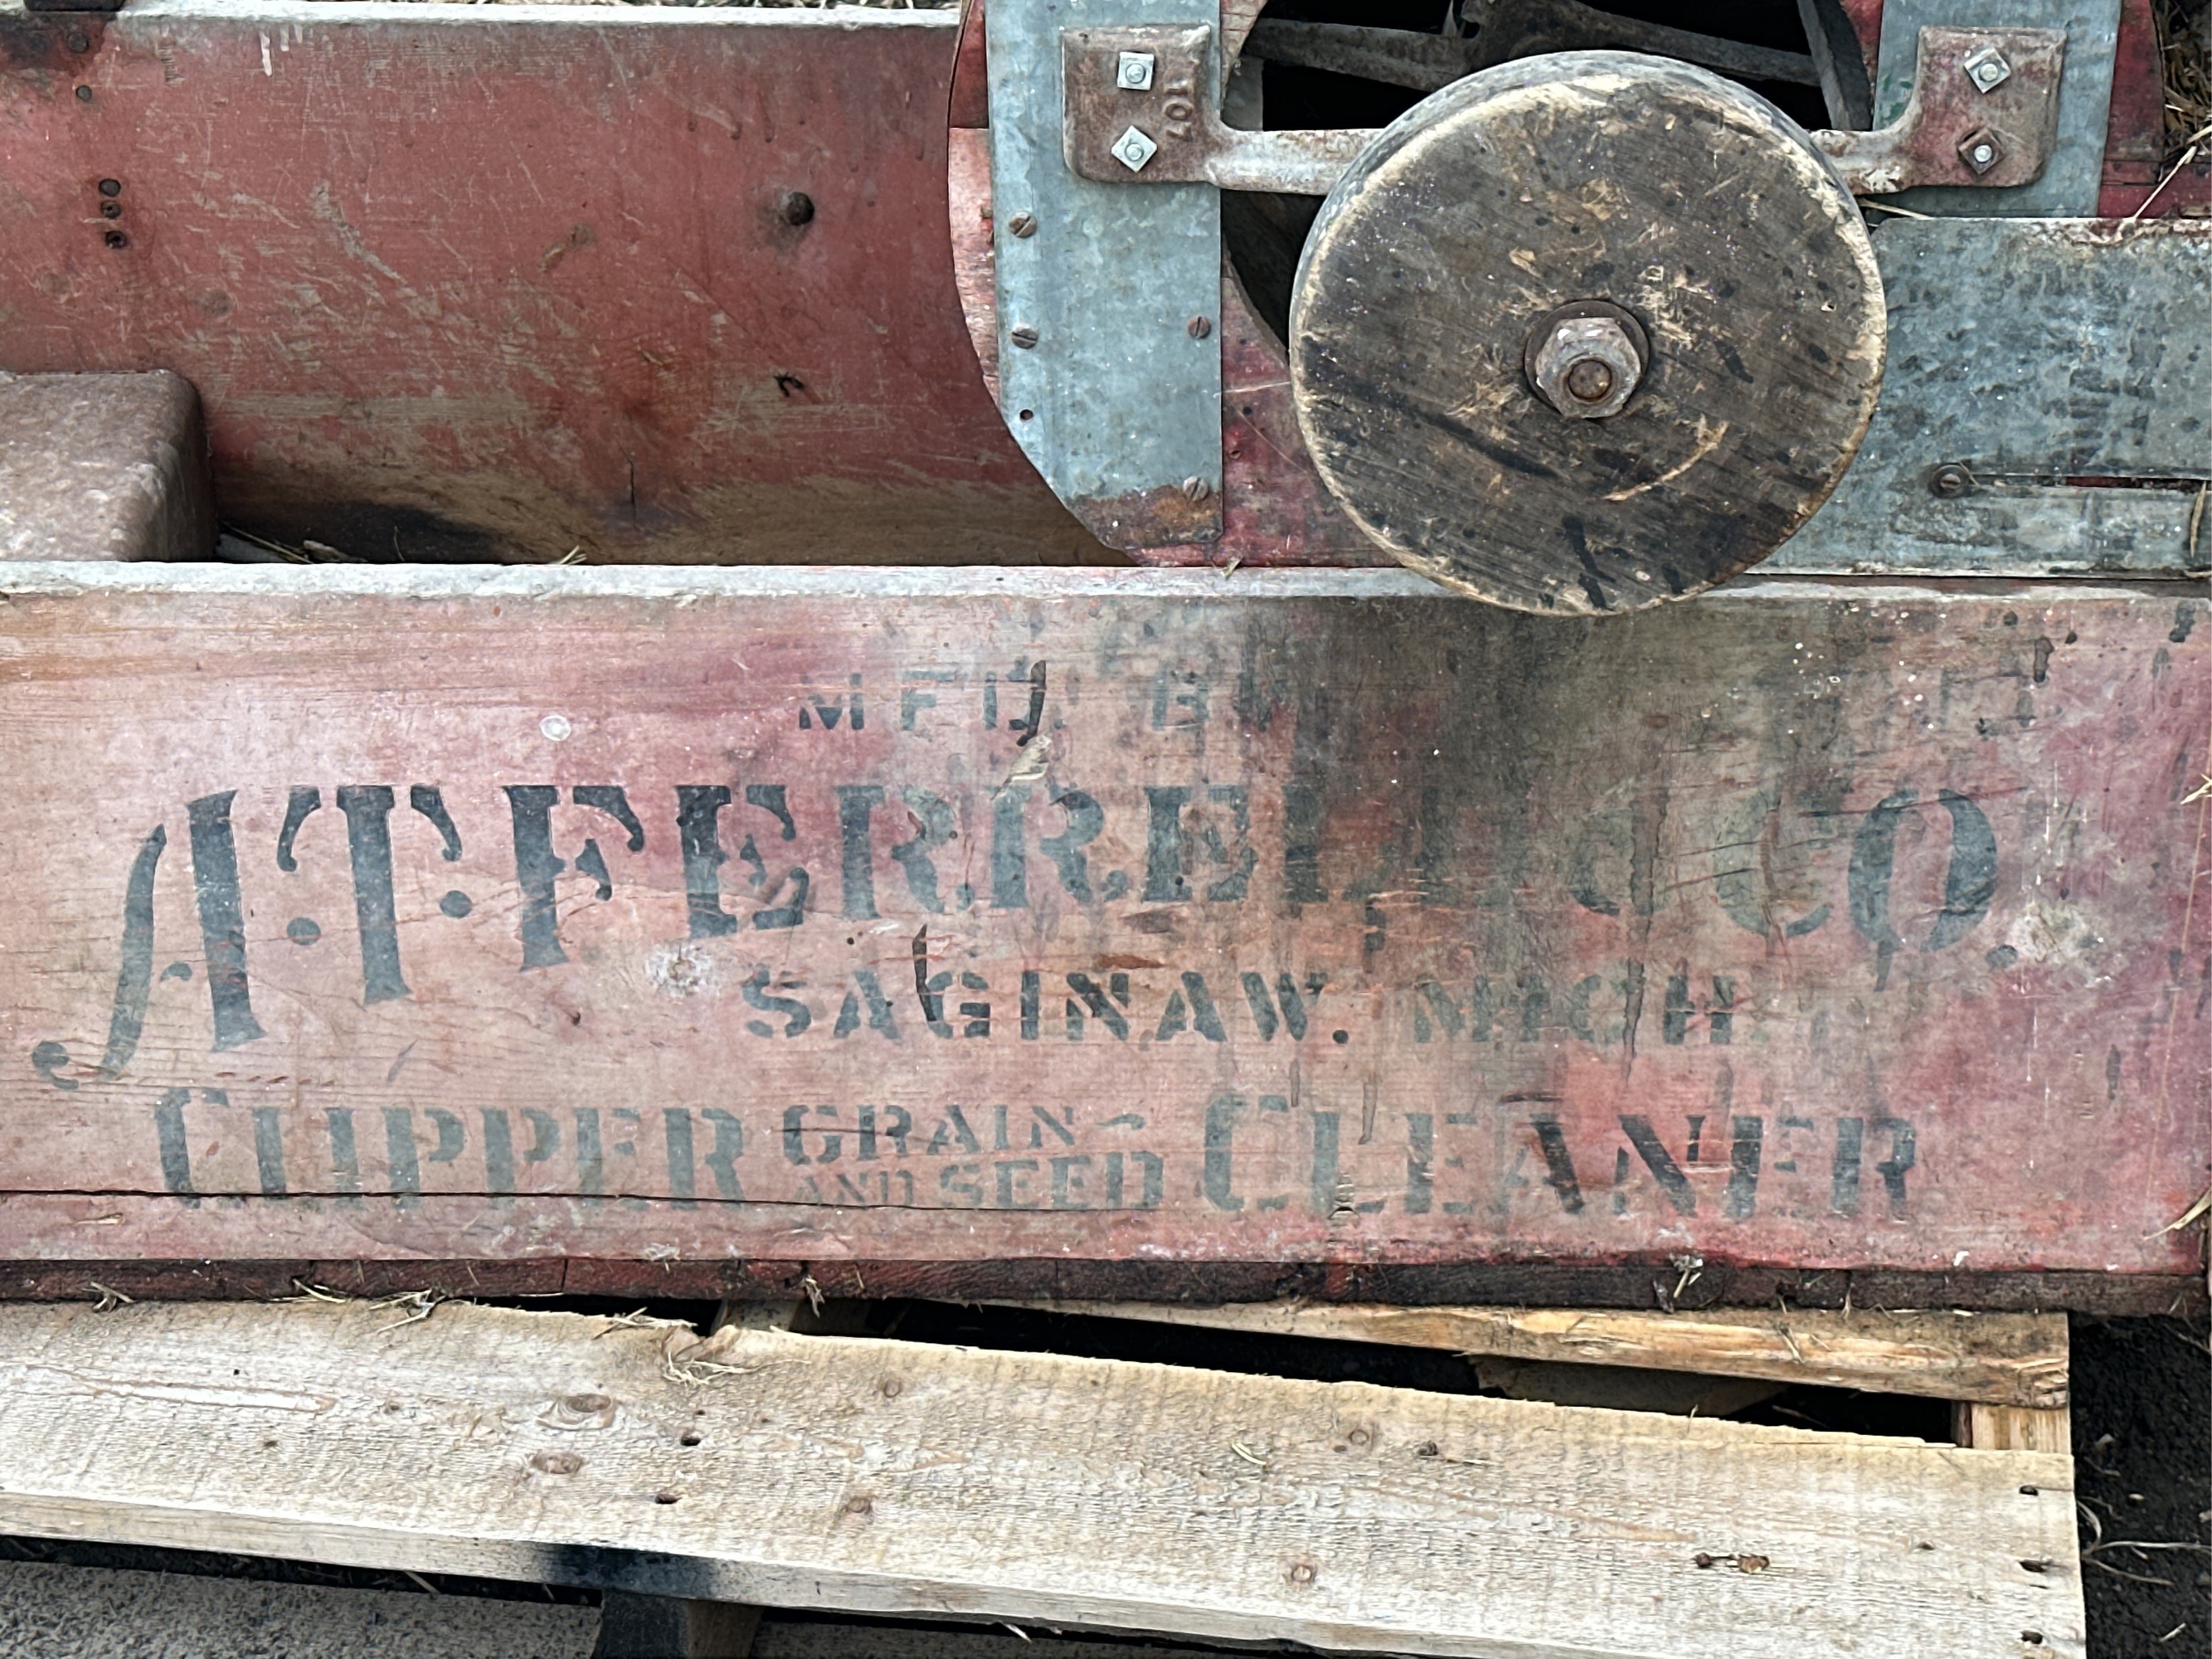 107
MF'D. BY
A.T. FERRELL & CO.
SAGINAW. MICH.
CLIPPER GRAIN AND SEED CLEANER